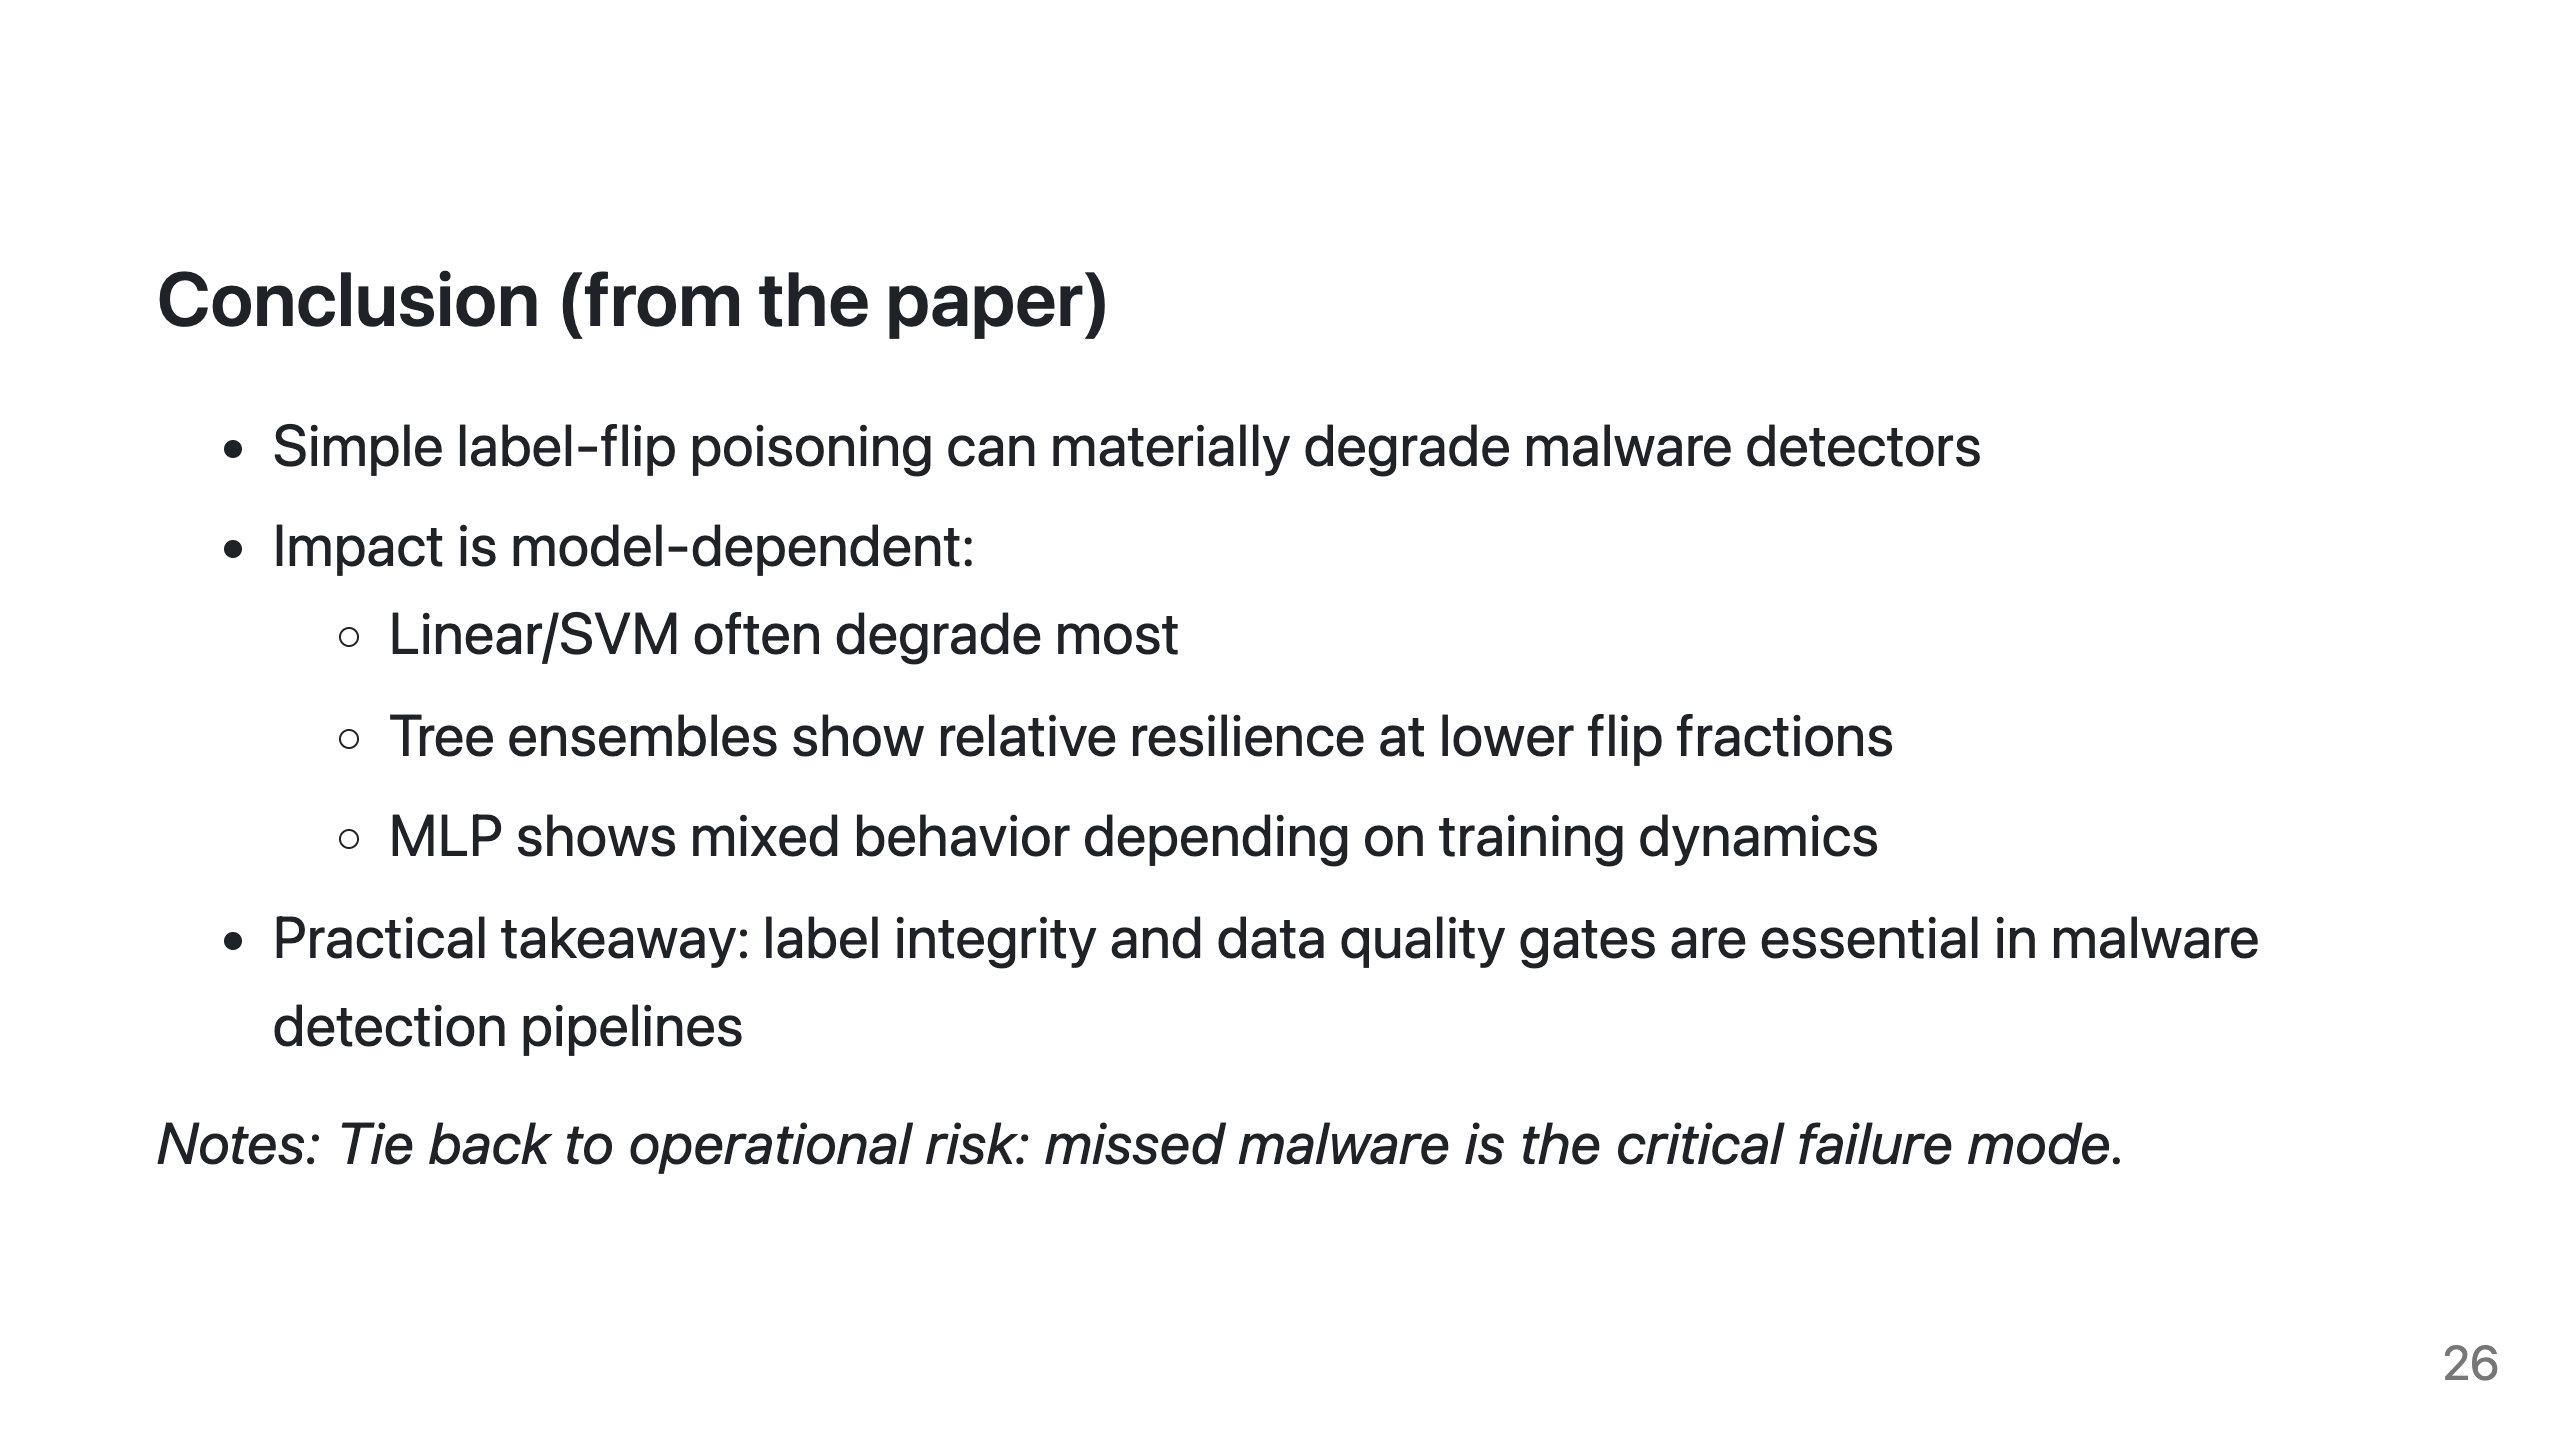 Conclusion (from the paper)
• Simple label-flip poisoning can materially degrade malware detectors
• Impact is model-dependent:
◦ Linear/SVM often degrade most
◦ Tree ensembles show relative resilience at lower flip fractions
◦ MLP shows mixed behavior depending on training dynamics
• Practical takeaway: label integrity and data quality gates are essential in malware
detection pipelines
Notes: Tie back to operational risk: missed malware is the critical failure mode.
26